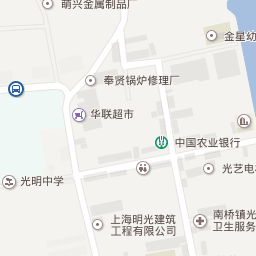 萌兴金属制品厂
金星幼
奉贤锅炉修理厂
华联超市
中国农业银行
光艺电
光明中学
上海明光建筑
工程有限公司
南桥镇光
卫生服务